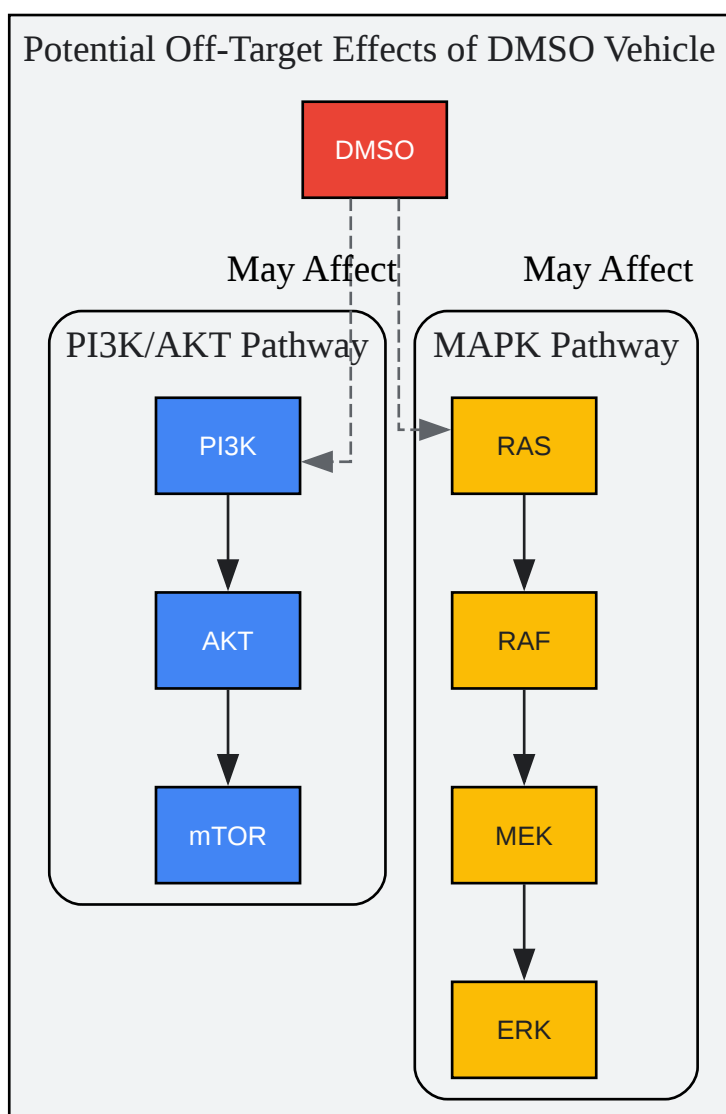 Potential Off-Target Effects of DMSO Vehicle
DMSO
May Affect
May Affect
PI3K/AKT Pathway
PI3K
AKT
mTOR
MAPK Pathway
RAS
RAF
MEK
ERK